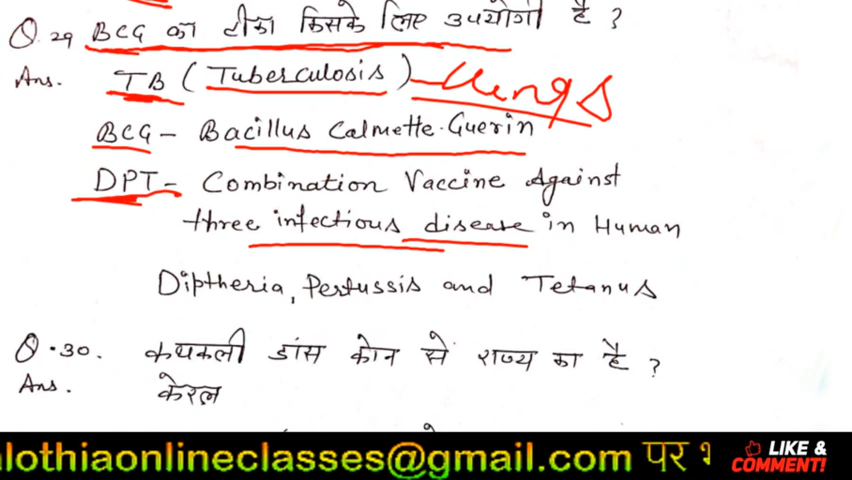 Q.29 BCG का टीका किसके लिए उपयोगी है ?
Ans. TB ( Tuberculosis ) - Lungs
BCG - Bacillus Calmette-Guerin
DPT - Combination Vaccine Against
three infectious disease in Human
Diptheria, Pertussis and Tetanus
Q.30. कथकली डांस कोन से राज्य का है ?
Ans. केरल
alothiaonlineclasses@gmail.com पर
LIKE &
COMMENT!